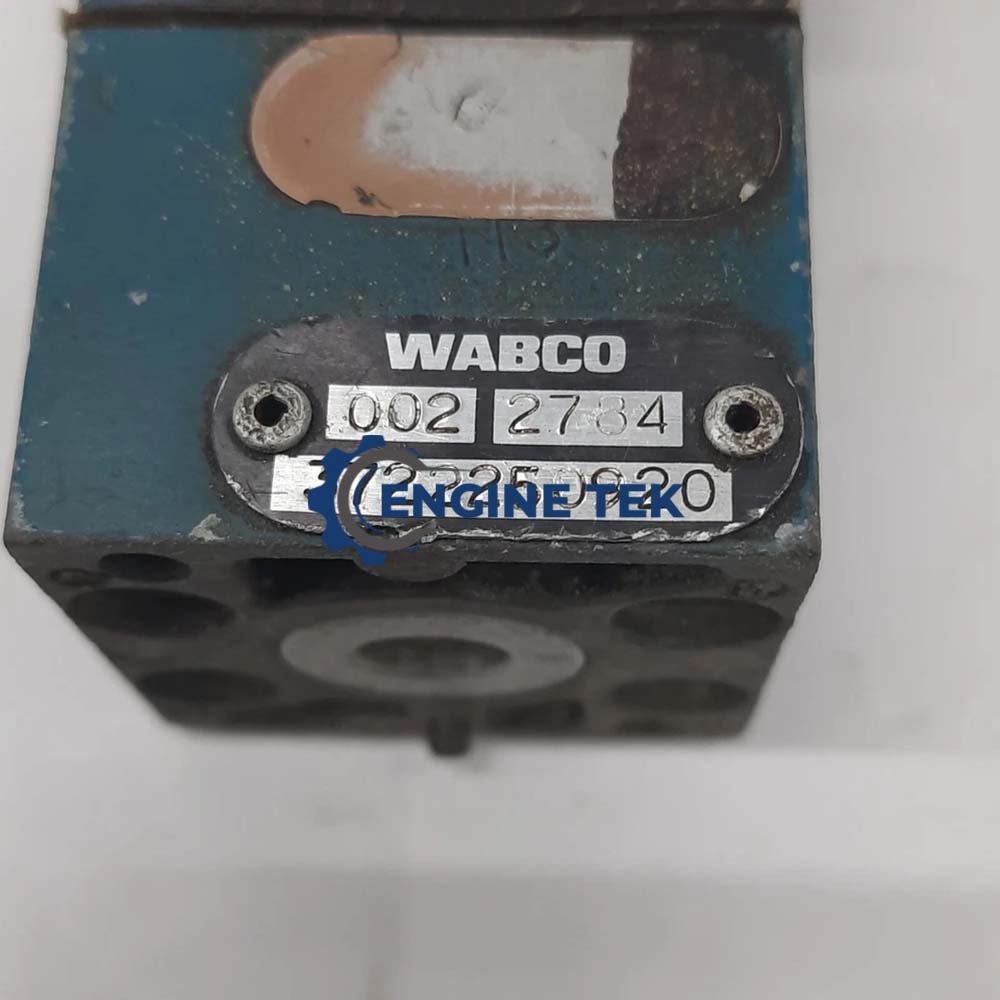 WABCO
002 2784
ENGINE TEK